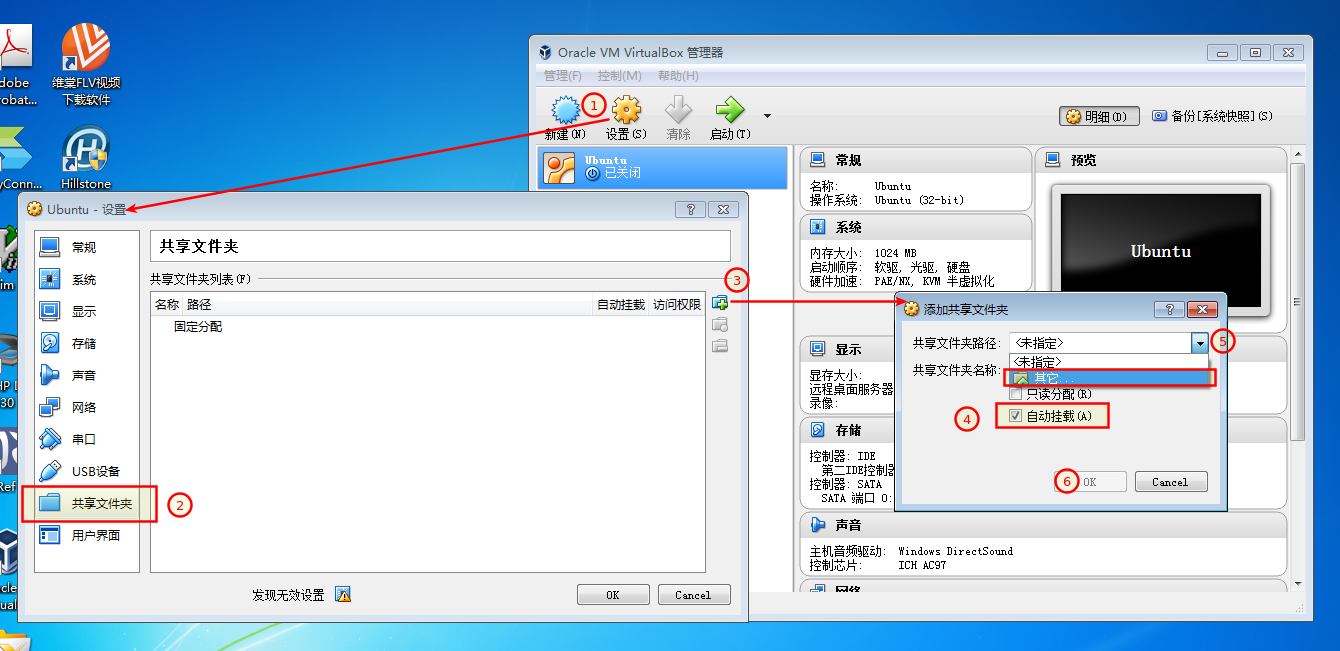 dobe
robat...
维棠FLV视频
下载软件
yConn...
Hillstone
im
HP L
30
Ref
cle
ual
Oracle VM VirtualBox 管理器
管理(F) 控制(M) 帮助(H)
1
新建(N) 设置(S) 清除 启动(T)
明细(D) 备份[系统快照](S)
Ubuntu
已关闭
常规
名称: Ubuntu
操作系统: Ubuntu (32-bit)
系统
内存大小: 1024 MB
启动顺序: 软驱, 光驱, 硬盘
硬件加速: PAE/NX, KVM 半虚拟化
预览
Ubuntu
显示
显存大小:
远程桌面服务器
录像:
存储
控制器: IDE
第二IDE控制器
控制器: SATA
SATA 端口 0:
声音
主机音频驱动: Windows DirectSound
控制芯片: ICH AC97
网络
Ubuntu - 设置
常规
系统
显示
存储
声音
网络
串口
USB设备
共享文件夹
2
用户界面
共享文件夹
共享文件夹列表(F)
3
名称 路径 自动挂载 访问权限
固定分配
发现无效设置
OK Cancel
添加共享文件夹
共享文件夹路径: <未指定>
5
<未指定>
其它...
共享文件夹名称:
只读分配(R)
4
自动挂载(A)
6
OK Cancel